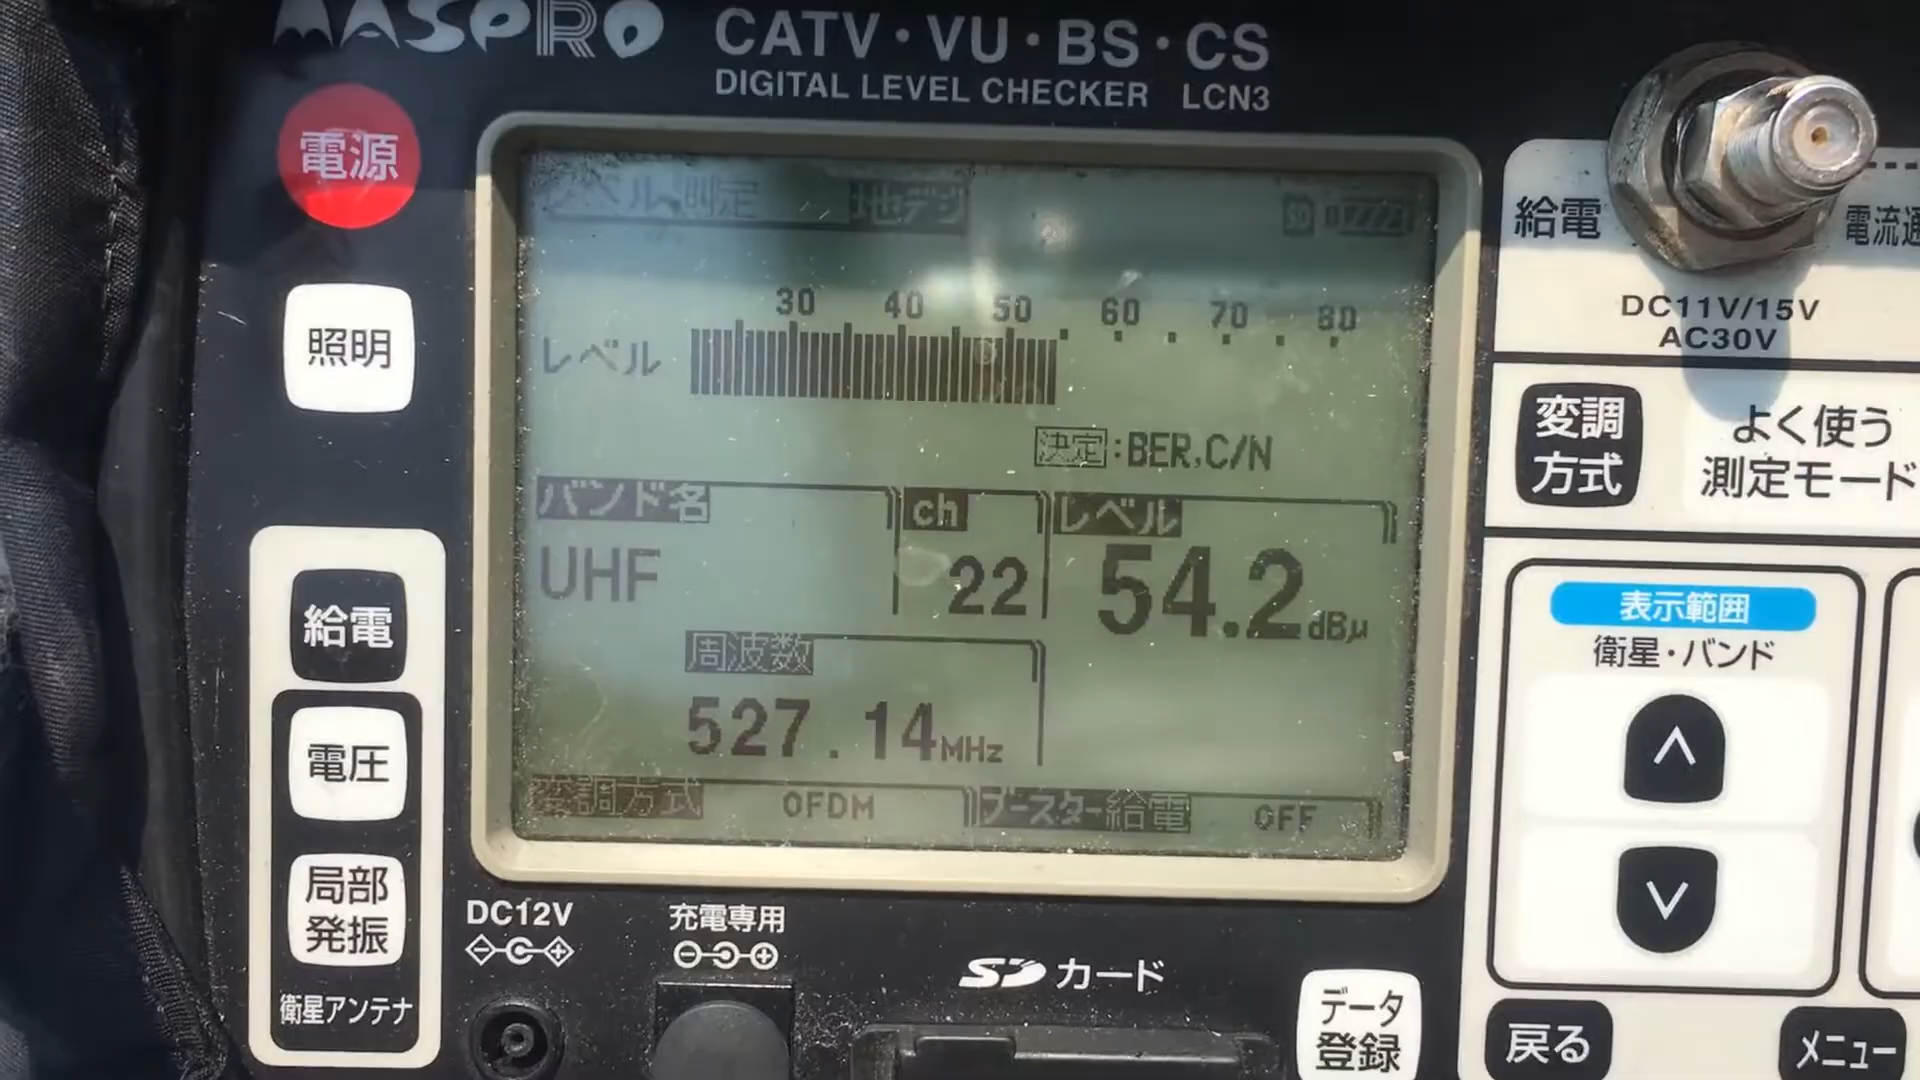 MASPRO CATV・VU・BS・CS
DIGITAL LEVEL CHECKER LCN3
電源
照明
給電
電圧
局部
発振
衛星アンテナ
レベル測定 地デジ
SD
30 40 50 60 70 80
レベル
決定:BER,C/N
バンド名 ch レベル
UHF 22 54.2dBμ
周波数
527.14MHz
変調方式 OFDM ブースター給電 OFF
DC12V
充電専用
SDカード
データ
登録
給電
電流通
DC11V/15V
AC30V
変調
方式
よく使う
測定モード
表示範囲
衛星・バンド
戻る
メニュー